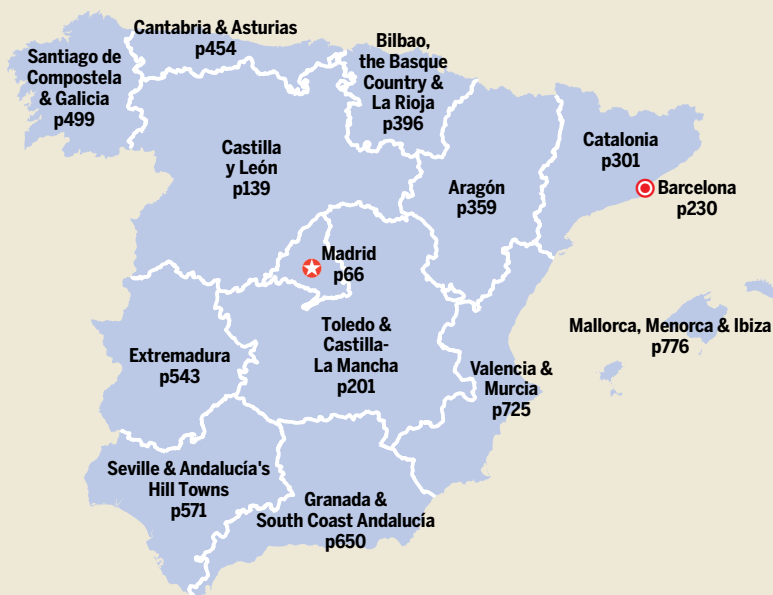 Cantabria & Asturias
p454
Bilbao,
the Basque
Country &
La Rioja
p396
Santiago de
Compostela
& Galicia
p499
Castilla
y León
p139
Catalonia
p301
Aragón
p359
Barcelona
p230
Madrid
p66
Mallorca, Menorca & Ibiza
p776
Toledo &
Castilla-
La Mancha
p201
Extremadura
p543
Valencia &
Murcia
p725
Seville & Andalucía's
Hill Towns
p571
Granada &
South Coast Andalucía
p650